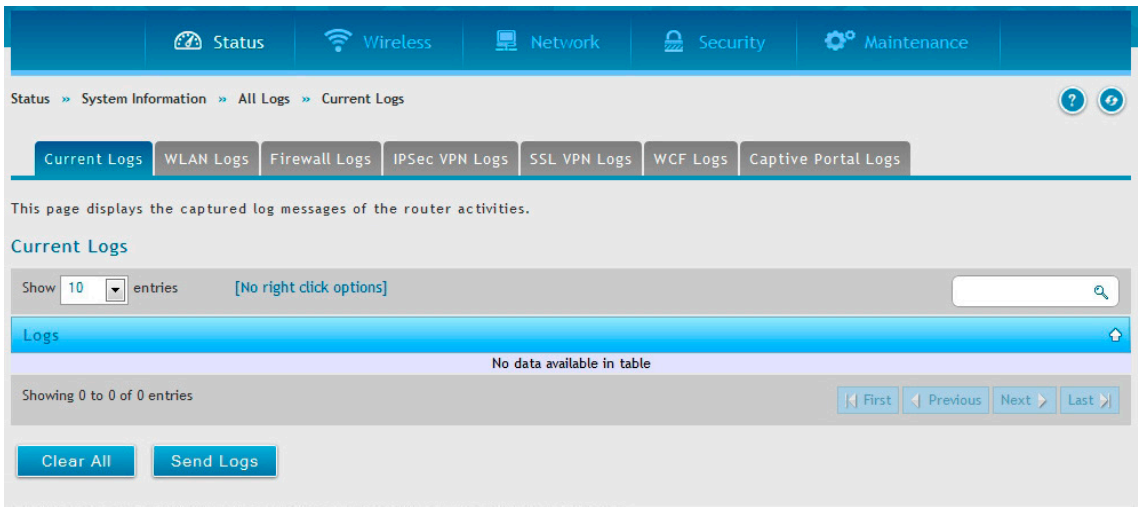 Status Wireless Network Security Maintenance
Status » System Information » All Logs » Current Logs
Current Logs WLAN Logs Firewall Logs IPSec VPN Logs SSL VPN Logs WCF Logs Captive Portal Logs
This page displays the captured log messages of the router activities.
Current Logs
Show 10 entries [No right click options]
Logs
No data available in table
Showing 0 to 0 of 0 entries First Previous Next Last
Clear All Send Logs